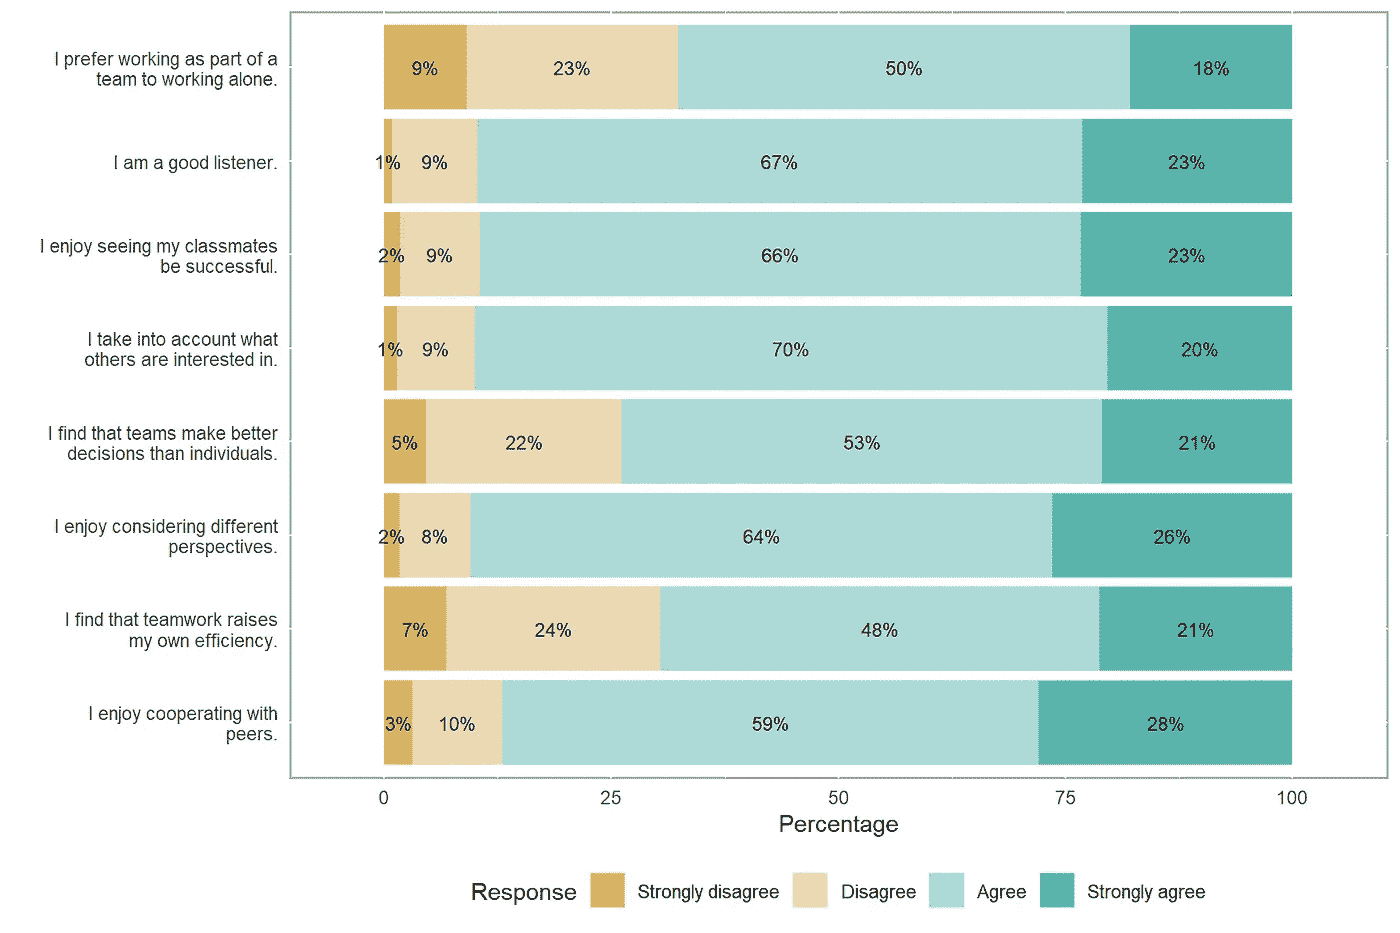 I prefer working as part of a
team to working alone.
9% 23% 50% 18%
I am a good listener.
1% 9% 67% 23%
I enjoy seeing my classmates
be successful.
2% 9% 66% 23%
I take into account what
others are interested in.
1% 9% 70% 20%
I find that teams make better
decisions than individuals.
5% 22% 53% 21%
I enjoy considering different
perspectives.
2% 8% 64% 26%
I find that teamwork raises
my own efficiency.
7% 24% 48% 21%
I enjoy cooperating with
peers.
3% 10% 59% 28%
0 25 50 75 100
Percentage
Response Strongly disagree Disagree Agree Strongly agree